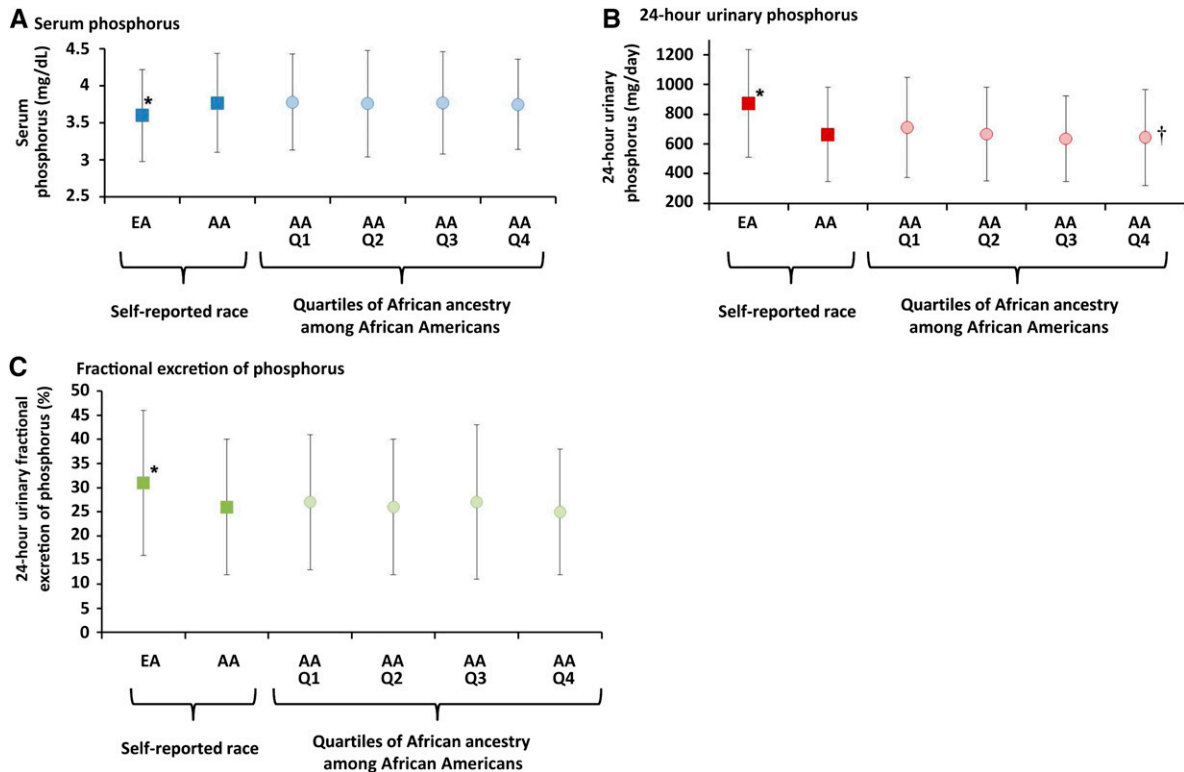 A Serum phosphorus
Serum
phosphorus (mg/dL)
4.5
4
3.5
3
2.5
*
EA AA AA AA AA AA
Q1 Q2 Q3 Q4
Self-reported race
Quartiles of African ancestry
among African Americans
B 24-hour urinary phosphorus
24-hour urinary
phosphorus (mg/day)
1200
1000
800
600
400
200
*
†
EA AA AA AA AA AA
Q1 Q2 Q3 Q4
Self-reported race
Quartiles of African ancestry
among African Americans
C Fractional excretion of phosphorus
24-hour urinary fractional
excretion of phosphorus (%)
50
45
40
35
30
25
20
15
10
5
0
*
EA AA AA AA AA AA
Q1 Q2 Q3 Q4
Self-reported race
Quartiles of African ancestry
among African Americans